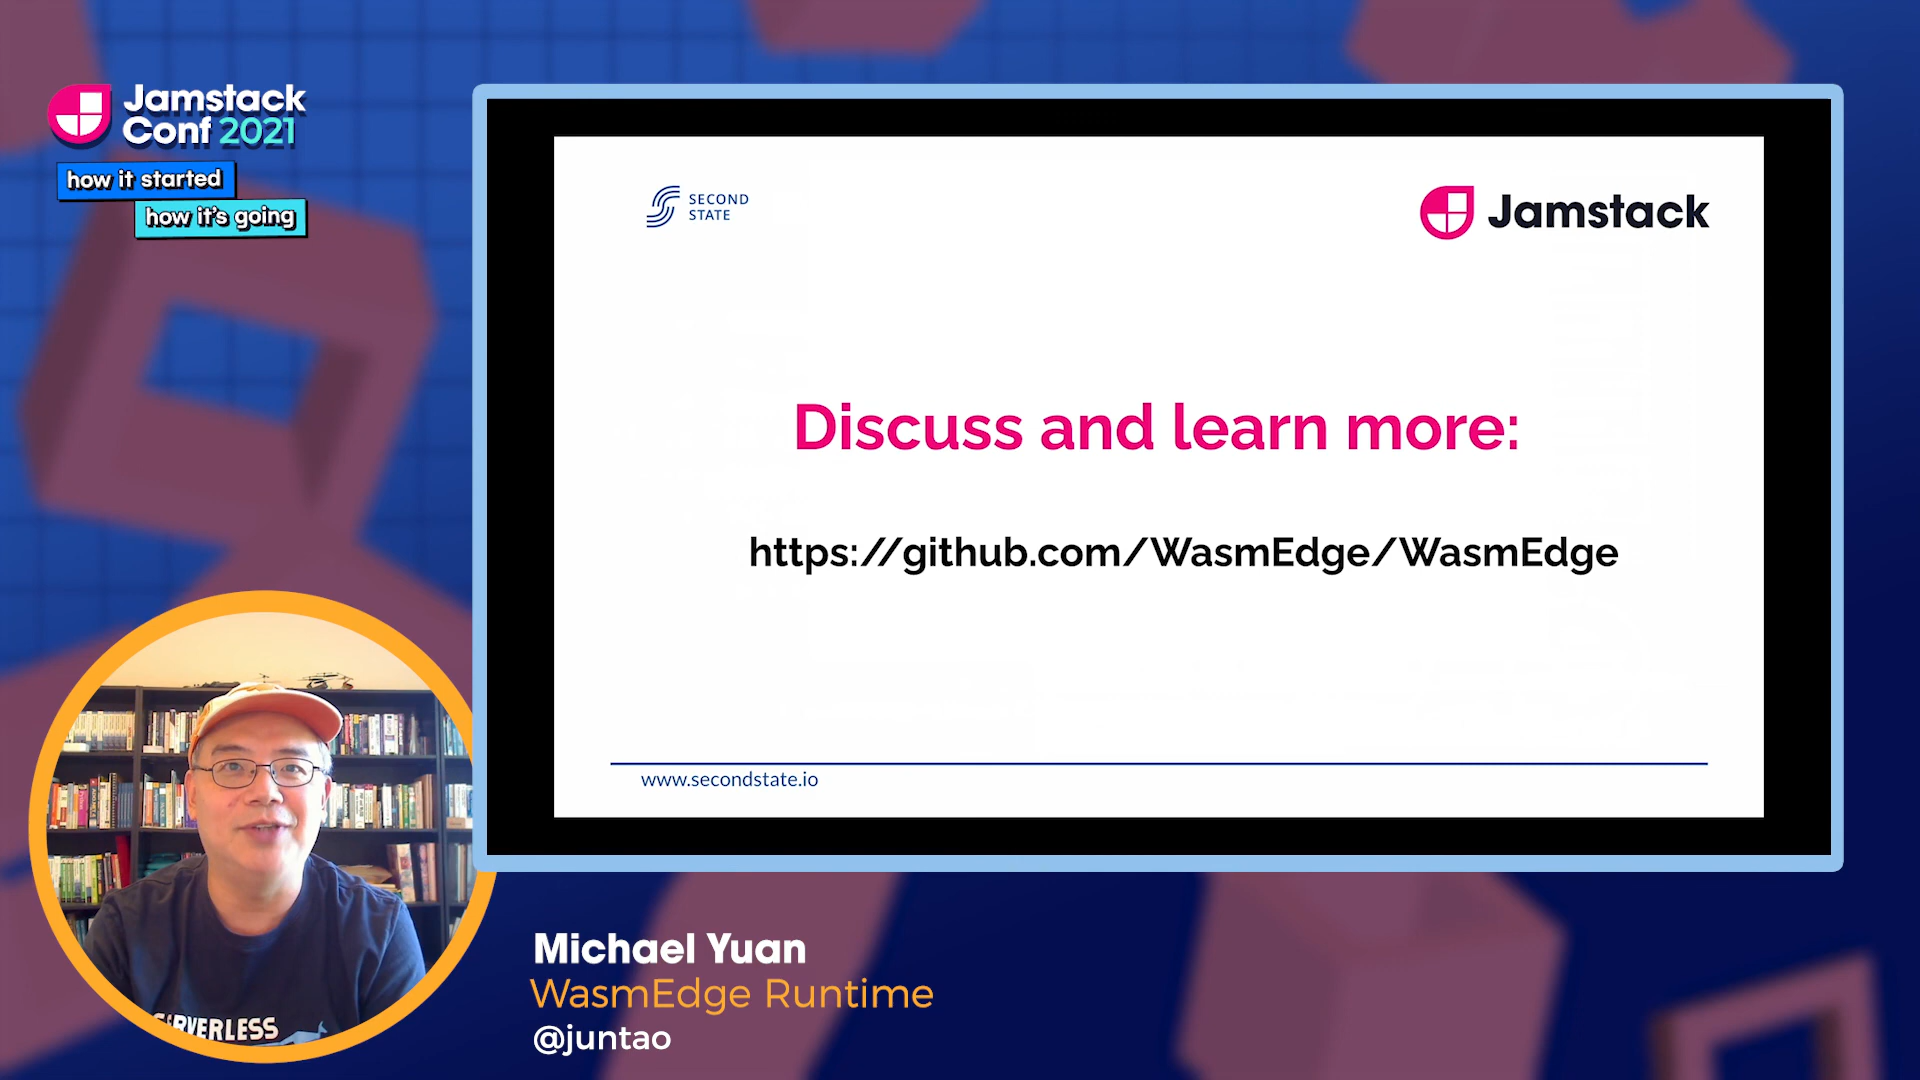 Jamstack
Conf 2021
how it started
how it's going
SECOND
STATE
Jamstack
Discuss and learn more:
https://github.com/WasmEdge/WasmEdge
www.secondstate.io
SERVERLESS
Michael Yuan
WasmEdge Runtime
@juntao